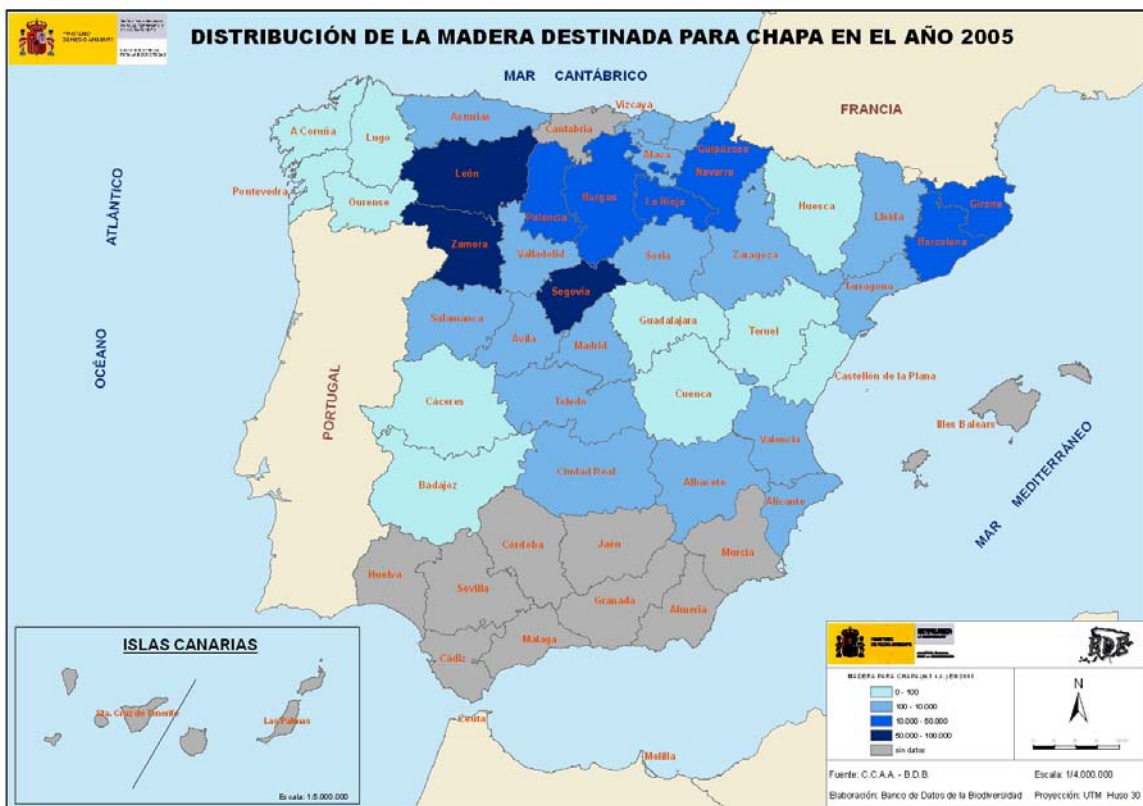 DISTRIBUCIÓN DE LA MADERA DESTINADA PARA CHAPA EN EL AÑO 2005
MAR CANTÁBRICO
FRANCIA
OCÉANO ATLÁNTICO
PORTUGAL
MAR MEDITERRÁNEO
A Coruña
Lugo
Asturias
Cantabria
Vizcaya
Guipúzcoa
Álava
Navarra
Pontevedra
Ourense
León
Palencia
Burgos
La Rioja
Huesca
Lleida
Girona
Barcelona
Zamora
Valladolid
Soria
Zaragoza
Tarragona
Segovia
Salamanca
Ávila
Madrid
Guadalajara
Teruel
Castellón de la Plana
Cáceres
Toledo
Cuenca
Valencia
Illes Balears
Badajoz
Ciudad Real
Albacete
Alicante
Córdoba
Jaén
Murcia
Huelva
Sevilla
Granada
Almería
Málaga
Cádiz
Ceuta
Melilla
ISLAS CANARIAS
Sta. Cruz de Tenerife
Las Palmas
Escala: 1/5.000.000
BDB
0 - 100
100 - 10.000
10.000 - 50.000
50.000 - 100.000
sin datos
N
Fuente: C.C.A.A. - B.D.B.
Escala: 1/4.000.000
Elaboración: Banco de Datos de la Biodiversidad
Proyección: UTM Huso 30